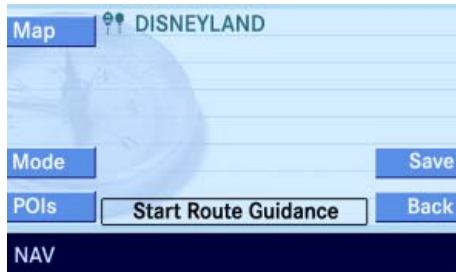 Map
DISNEYLAND
Mode
Save
POIs
Start Route Guidance
Back
NAV